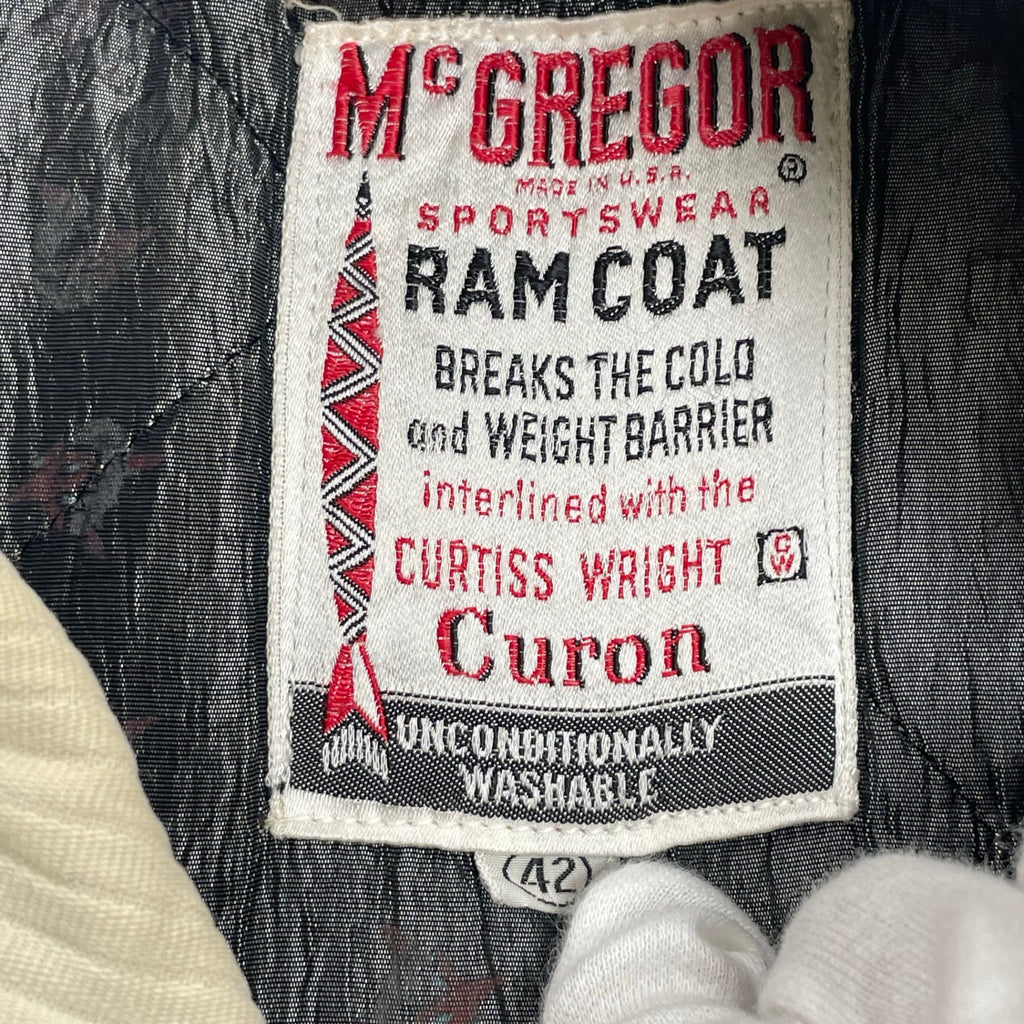 McGREGOR
®
MADE IN U.S.A.
SPORTSWEAR
RAM COAT
BREAKS THE COLD
and WEIGHT BARRIER
interlined with the
CURTISS WRIGHT CW
Curon
UNCONDITIONALLY
WASHABLE
42